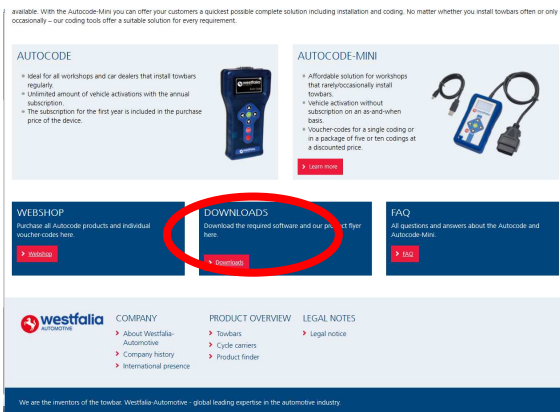 available. With the Autocode-Mini you can offer your customers a quickest possible complete solution including installation and coding. No matter whether you install towbars often or only
occasionally – our coding tools offer a suitable solution for every requirement.
AUTOCODE
Ideal for all workshops and car dealers that install towbars
regularly.
Unlimited amount of vehicle activations with the annual
subscription.
The subscription for the first year is included in the purchase
price of the device.
AUTOCODE-MINI
Affordable solution for workshops
that rarely/occasionally install
towbars.
Vehicle activation without
subscription on an as-and-when
basis.
Voucher-codes for a single coding or
in a package of five or ten codings at
a discounted price.
Learn more
WEBSHOP
Purchase all Autocode products and individual
voucher-codes here.
Webshop
DOWNLOADS
Download the required software and our product flyer
here.
Downloads
FAQ
All questions and answers about the Autocode and
Autocode-Mini.
FAQ
westfalia
AUTOMOTIVE
COMPANY
About Westfalia-
Automotive
Company history
International presence
PRODUCT OVERVIEW
Towbars
Cycle carriers
Product finder
LEGAL NOTES
Legal notice
We are the inventors of the towbar. Westfalia-Automotive - global leading expertise in the automotive industry.